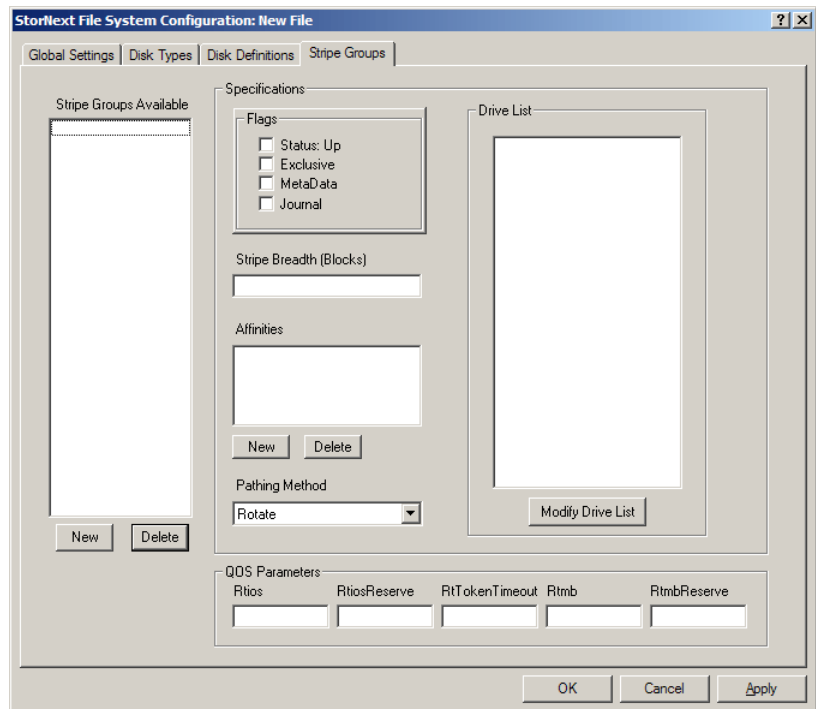 StorNext File System Configuration: New File
Global Settings
Disk Types
Disk Definitions
Stripe Groups
Stripe Groups Available
New
Delete
Specifications
Flags
Status: Up
Exclusive
MetaData
Journal
Stripe Breadth (Blocks)
Affinities
New
Delete
Pathing Method
Rotate
Drive List
Modify Drive List
QOS Parameters
Rtios
RtiosReserve
RtTokenTimeout
Rtmb
RtmbReserve
OK
Cancel
Apply